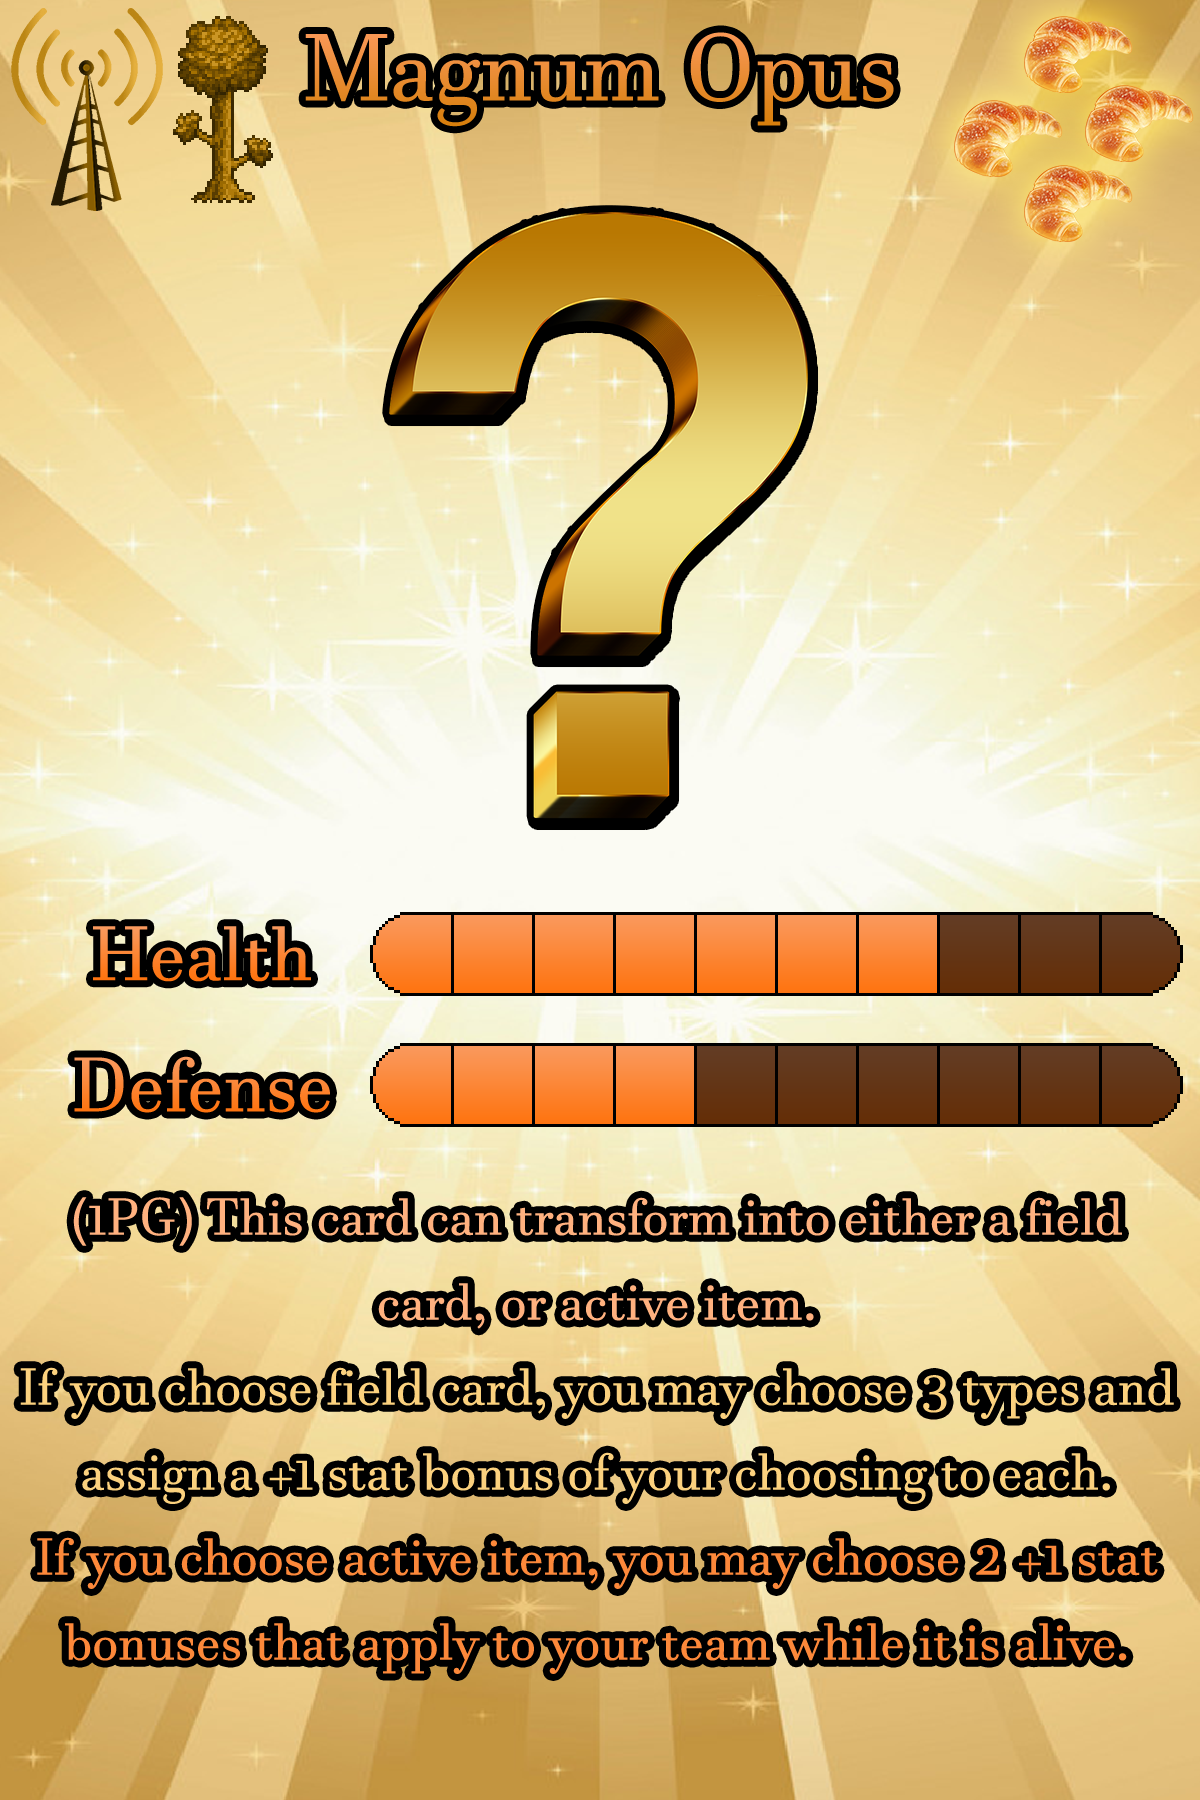 Magnum Opus
?
Health
Defense
(1PG) This card can transform into either a field
card, or active item.
If you choose field card, you may choose 3 types and
assign a +1 stat bonus of your choosing to each.
If you choose active item, you may choose 2 +1 stat
bonuses that apply to your team while it is alive.